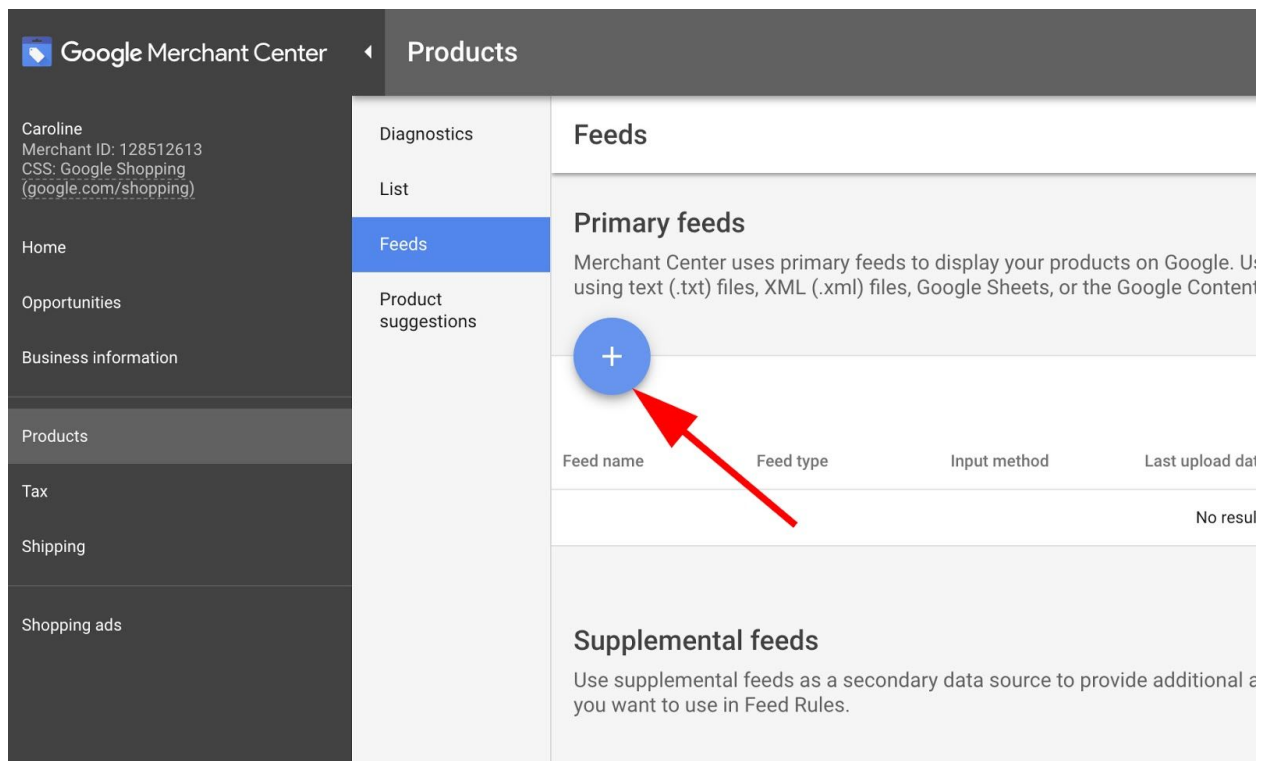 Google Merchant Center
Products
Caroline
Merchant ID: 128512613
CSS: Google Shopping
(google.com/shopping)
Home
Opportunities
Business information
Products
Tax
Shipping
Shopping ads
Diagnostics
List
Feeds
Product
suggestions
Feeds
Primary feeds
Merchant Center uses primary feeds to display your products on Google.
using text (.txt) files, XML (.xml) files, Google Sheets, or the Google Content
+
Feed name Feed type Input method Last upload
No
Supplemental feeds
Use supplemental feeds as a secondary data source to provide additional
you want to use in Feed Rules.